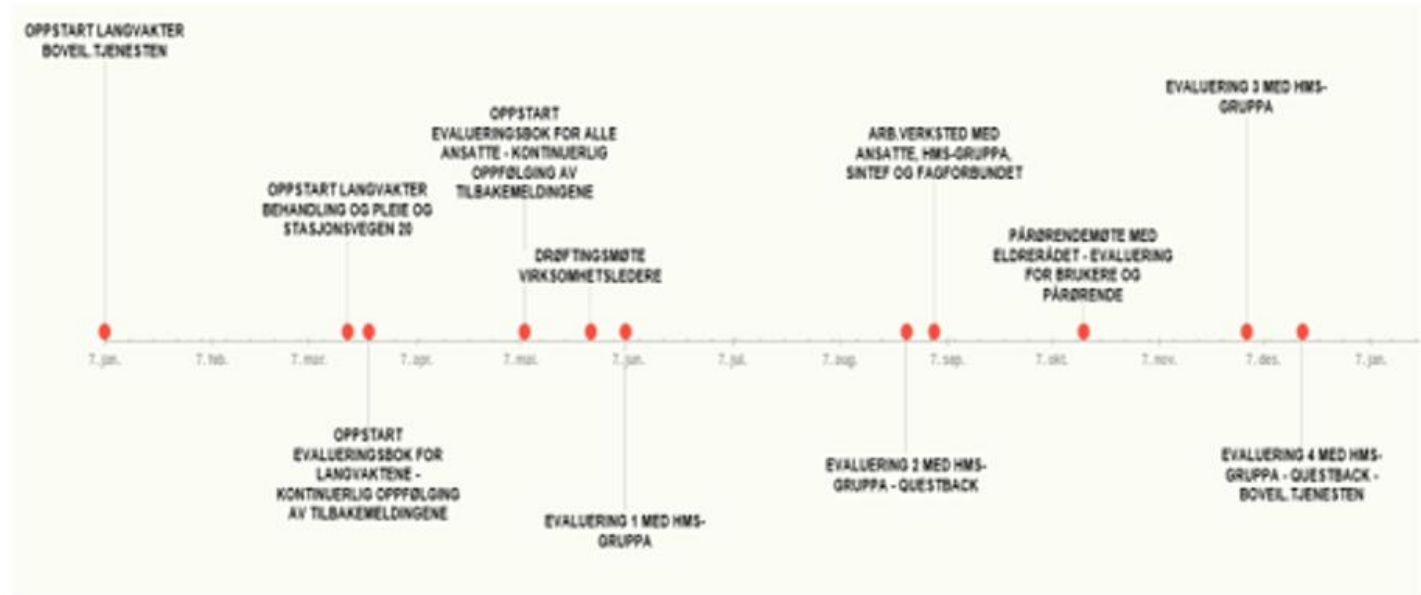 OPPSTART LANGVAKTER
BOVEIL.TJENESTEN
OPPSTART LANGVAKTER
BEHANDLING OG PLEIE OG
STASJONSVEGEN 20
OPPSTART
EVALUERINGSBOK FOR
LANGVAKTENE -
KONTINUERLIG OPPFØLGING
AV TILBAKEMELDINGENE
OPPSTART
EVALUERINGSBOK FOR ALLE
ANSATTE - KONTINUERLIG
OPPFØLGING AV
TILBAKEMELDINGENE
DRØFTINGSMØTE
VIRKSOMHETSLEDERE
EVALUERING 1 MED HMS-
GRUPPA
EVALUERING 2 MED HMS-
GRUPPA - QUESTBACK
ARB.VERKSTED MED
ANSATTE, HMS-GRUPPA,
SINTEF OG FAGFORBUNDET
PÅRØRENDEMØTE MED
ELDRERÅDET - EVALUERING
FOR BRUKERE OG
PÅRØRENDE
EVALUERING 3 MED HMS-
GRUPPA
EVALUERING 4 MED HMS-
GRUPPA - QUESTBACK -
BOVEIL.TJENESTEN
7. jan. 7. feb. 7. mar. 7. apr. 7. mai. 7. jun. 7. jul. 7. aug. 7. sep. 7. okt. 7. nov. 7. des. 7. jan.